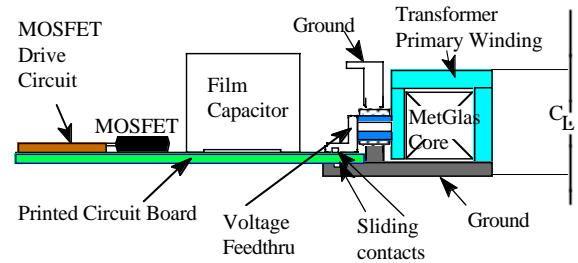 MOSFET
Drive
Circuit
Ground
Transformer
Primary Winding
Film
Capacitor
MOSFET
MetGlas
Core
C
L
Printed Circuit Board
Voltage
Feedthru
Sliding
contacts
Ground